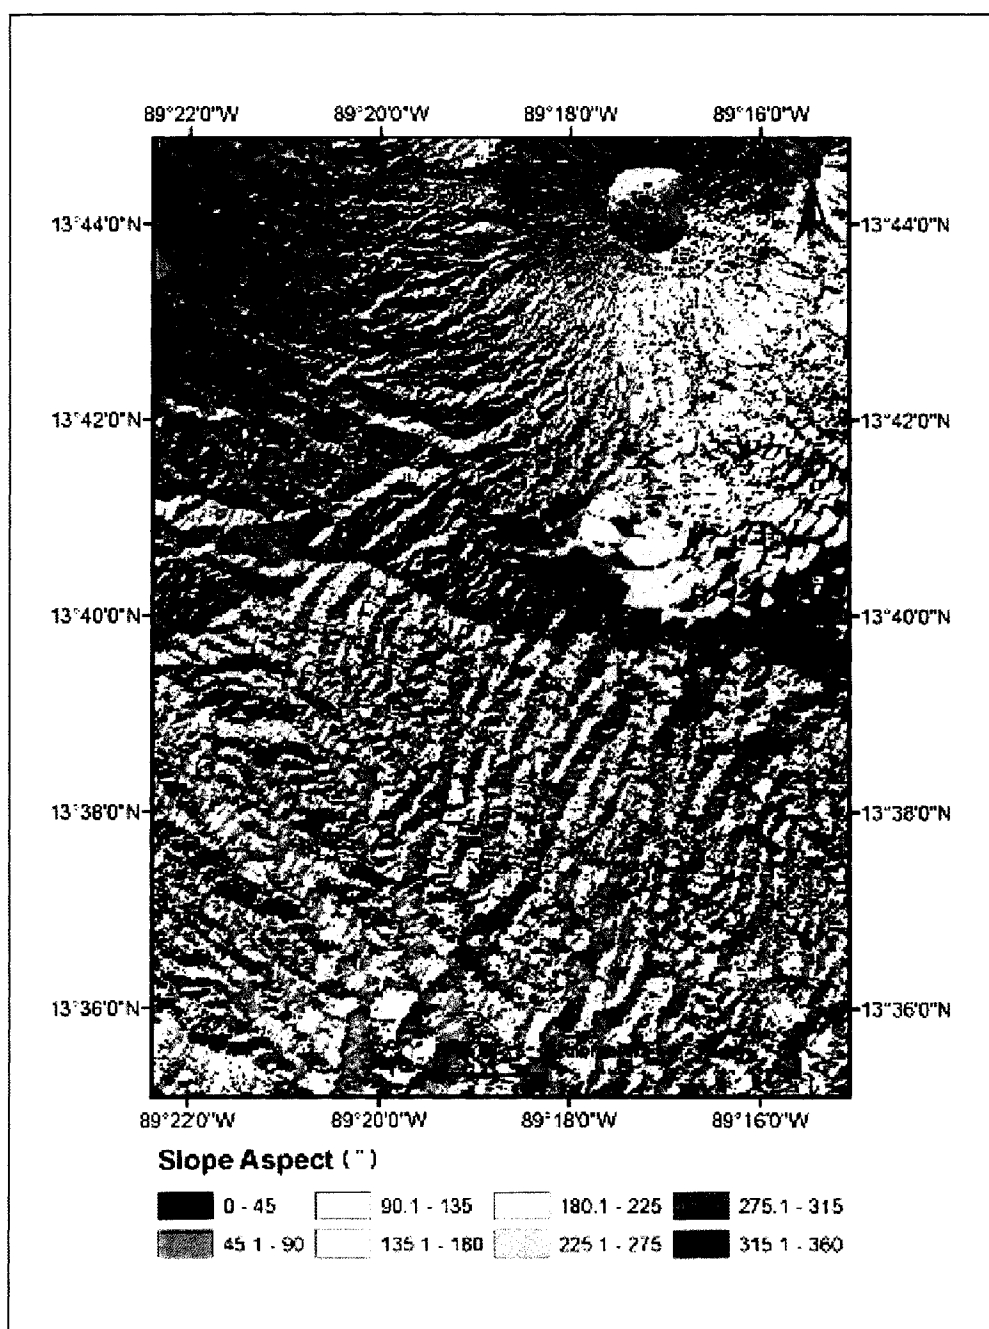 89°22'0"W 89°20'0"W 89°18'0"W 89°16'0"W
13°44'0"N 13°44'0"N
13°42'0"N 13°42'0"N
13°40'0"N 13°40'0"N
13°38'0"N 13°38'0"N
13°36'0"N 13°36'0"N
89°22'0"W 89°20'0"W 89°18'0"W 89°16'0"W
Slope Aspect (°)
0 - 45 90.1 - 135 180.1 - 225 275.1 - 315
45.1 - 90 135.1 - 180 225.1 - 275 315.1 - 360